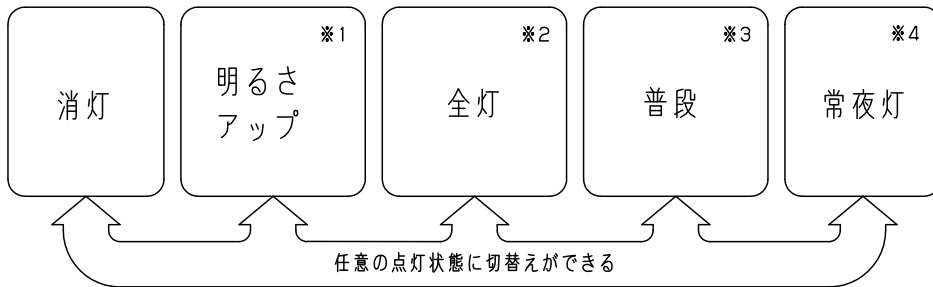 ※1
※2
※3
※4
消灯
明るさ
アップ
全灯
普段
常夜灯
任意の点灯状態に切替えができる